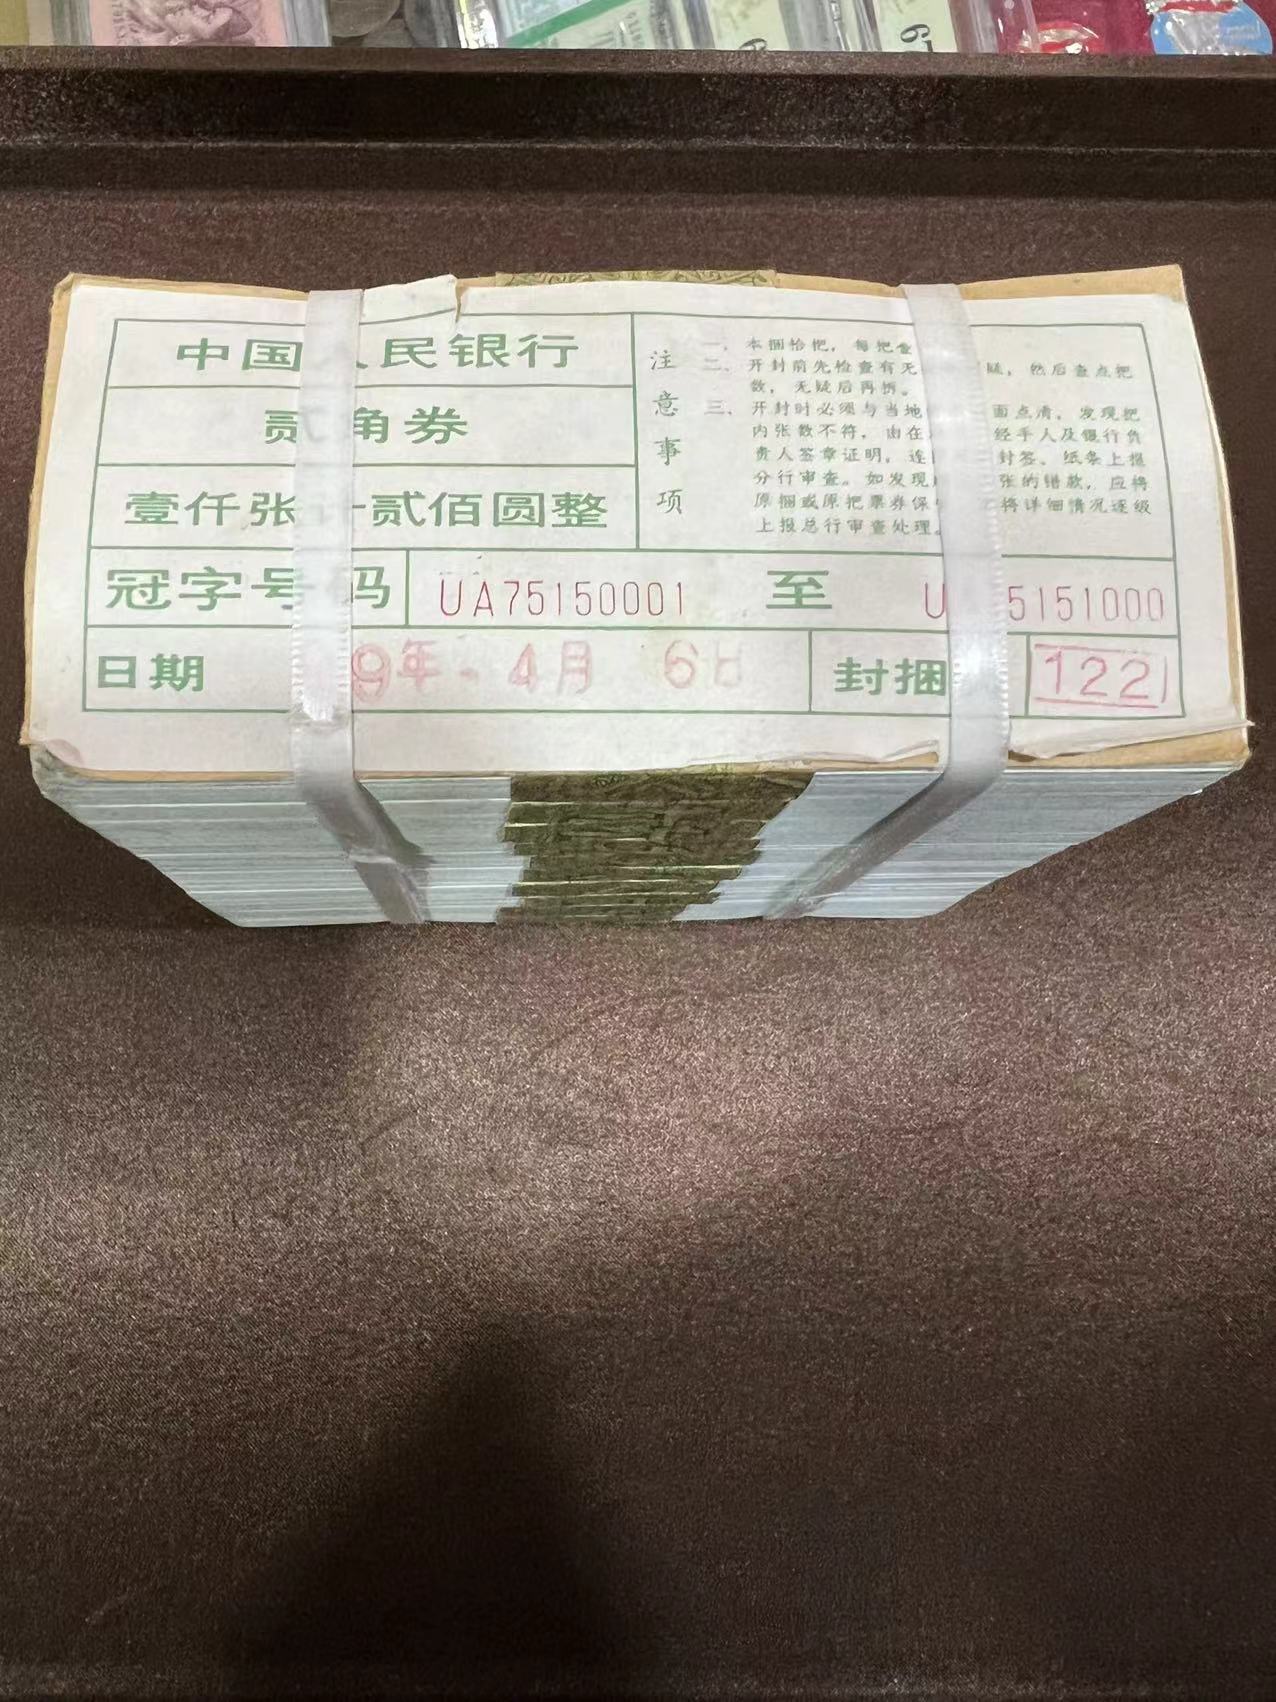 中国 民银行
贰角券
壹仟张 贰佰圆整
注意事项
一、本捆恰把,每把
二、开封前先检查有无 疑,然后查点把
数,无疑后再拆。
三、开封时必须与当地 面点清,发现把
内张数不符,由在 经手人及银行负
责人签章证明,连 封签、纸条上报
分行审查。如发现 张的错款,应将
原捆或原把票券保 将详细情况逐级
上报总行审查处理。
冠字号码 UA75150001 至 U 5151000
日期 9年-4月 6日 封捆 122
67